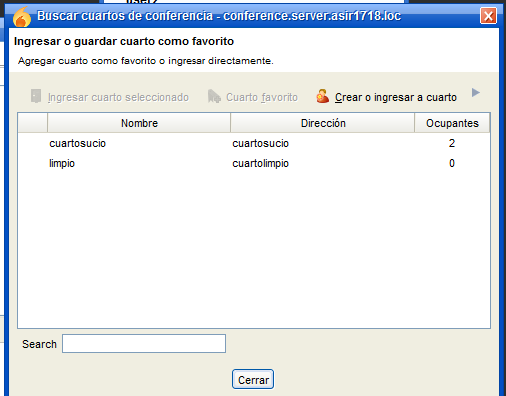 user2
Buscar cuartos de conferencia - conference.server.asir1718.loc
Ingresar o guardar cuarto como favorito
Agregar cuarto como favorito o ingresar directamente.
Ingresar cuarto seleccionado Cuarto favorito Crear o ingresar a cuarto
Nombre Dirección Ocupantes
cuartosucio cuartosucio 2
limpio cuartolimpio 0
Search
Cerrar